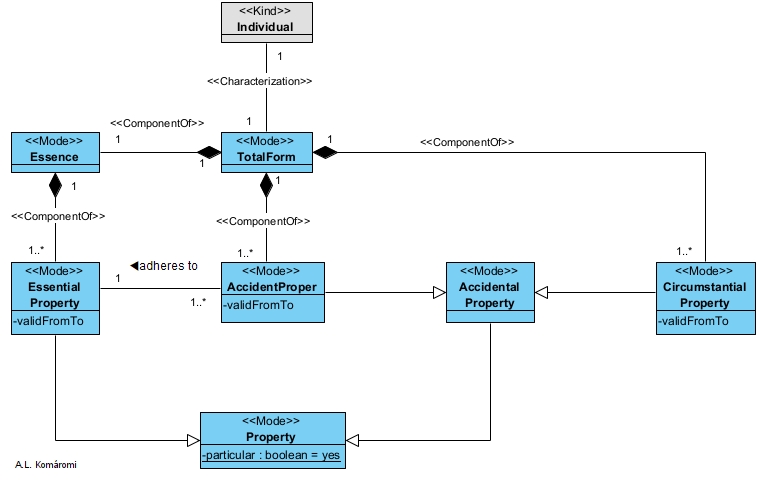 <<Kind>>
Individual
1
<<Characterization>>
1
<<ComponentOf>>
<<Mode>>
Essence
1
1
<<Mode>>
TotalForm
1
<<ComponentOf>>
1
1
<<ComponentOf>>
<<ComponentOf>>
1..*
1..*
1..*
<<Mode>>
Essential
Property
-validFromTo
◀adheres to
1
1..*
<<Mode>>
AccidentProper
-validFromTo
<<Mode>>
Accidental
Property
<<Mode>>
Circumstantial
Property
-validFromTo
<<Mode>>
Property
-particular : boolean = yes
A.L. Komáromi